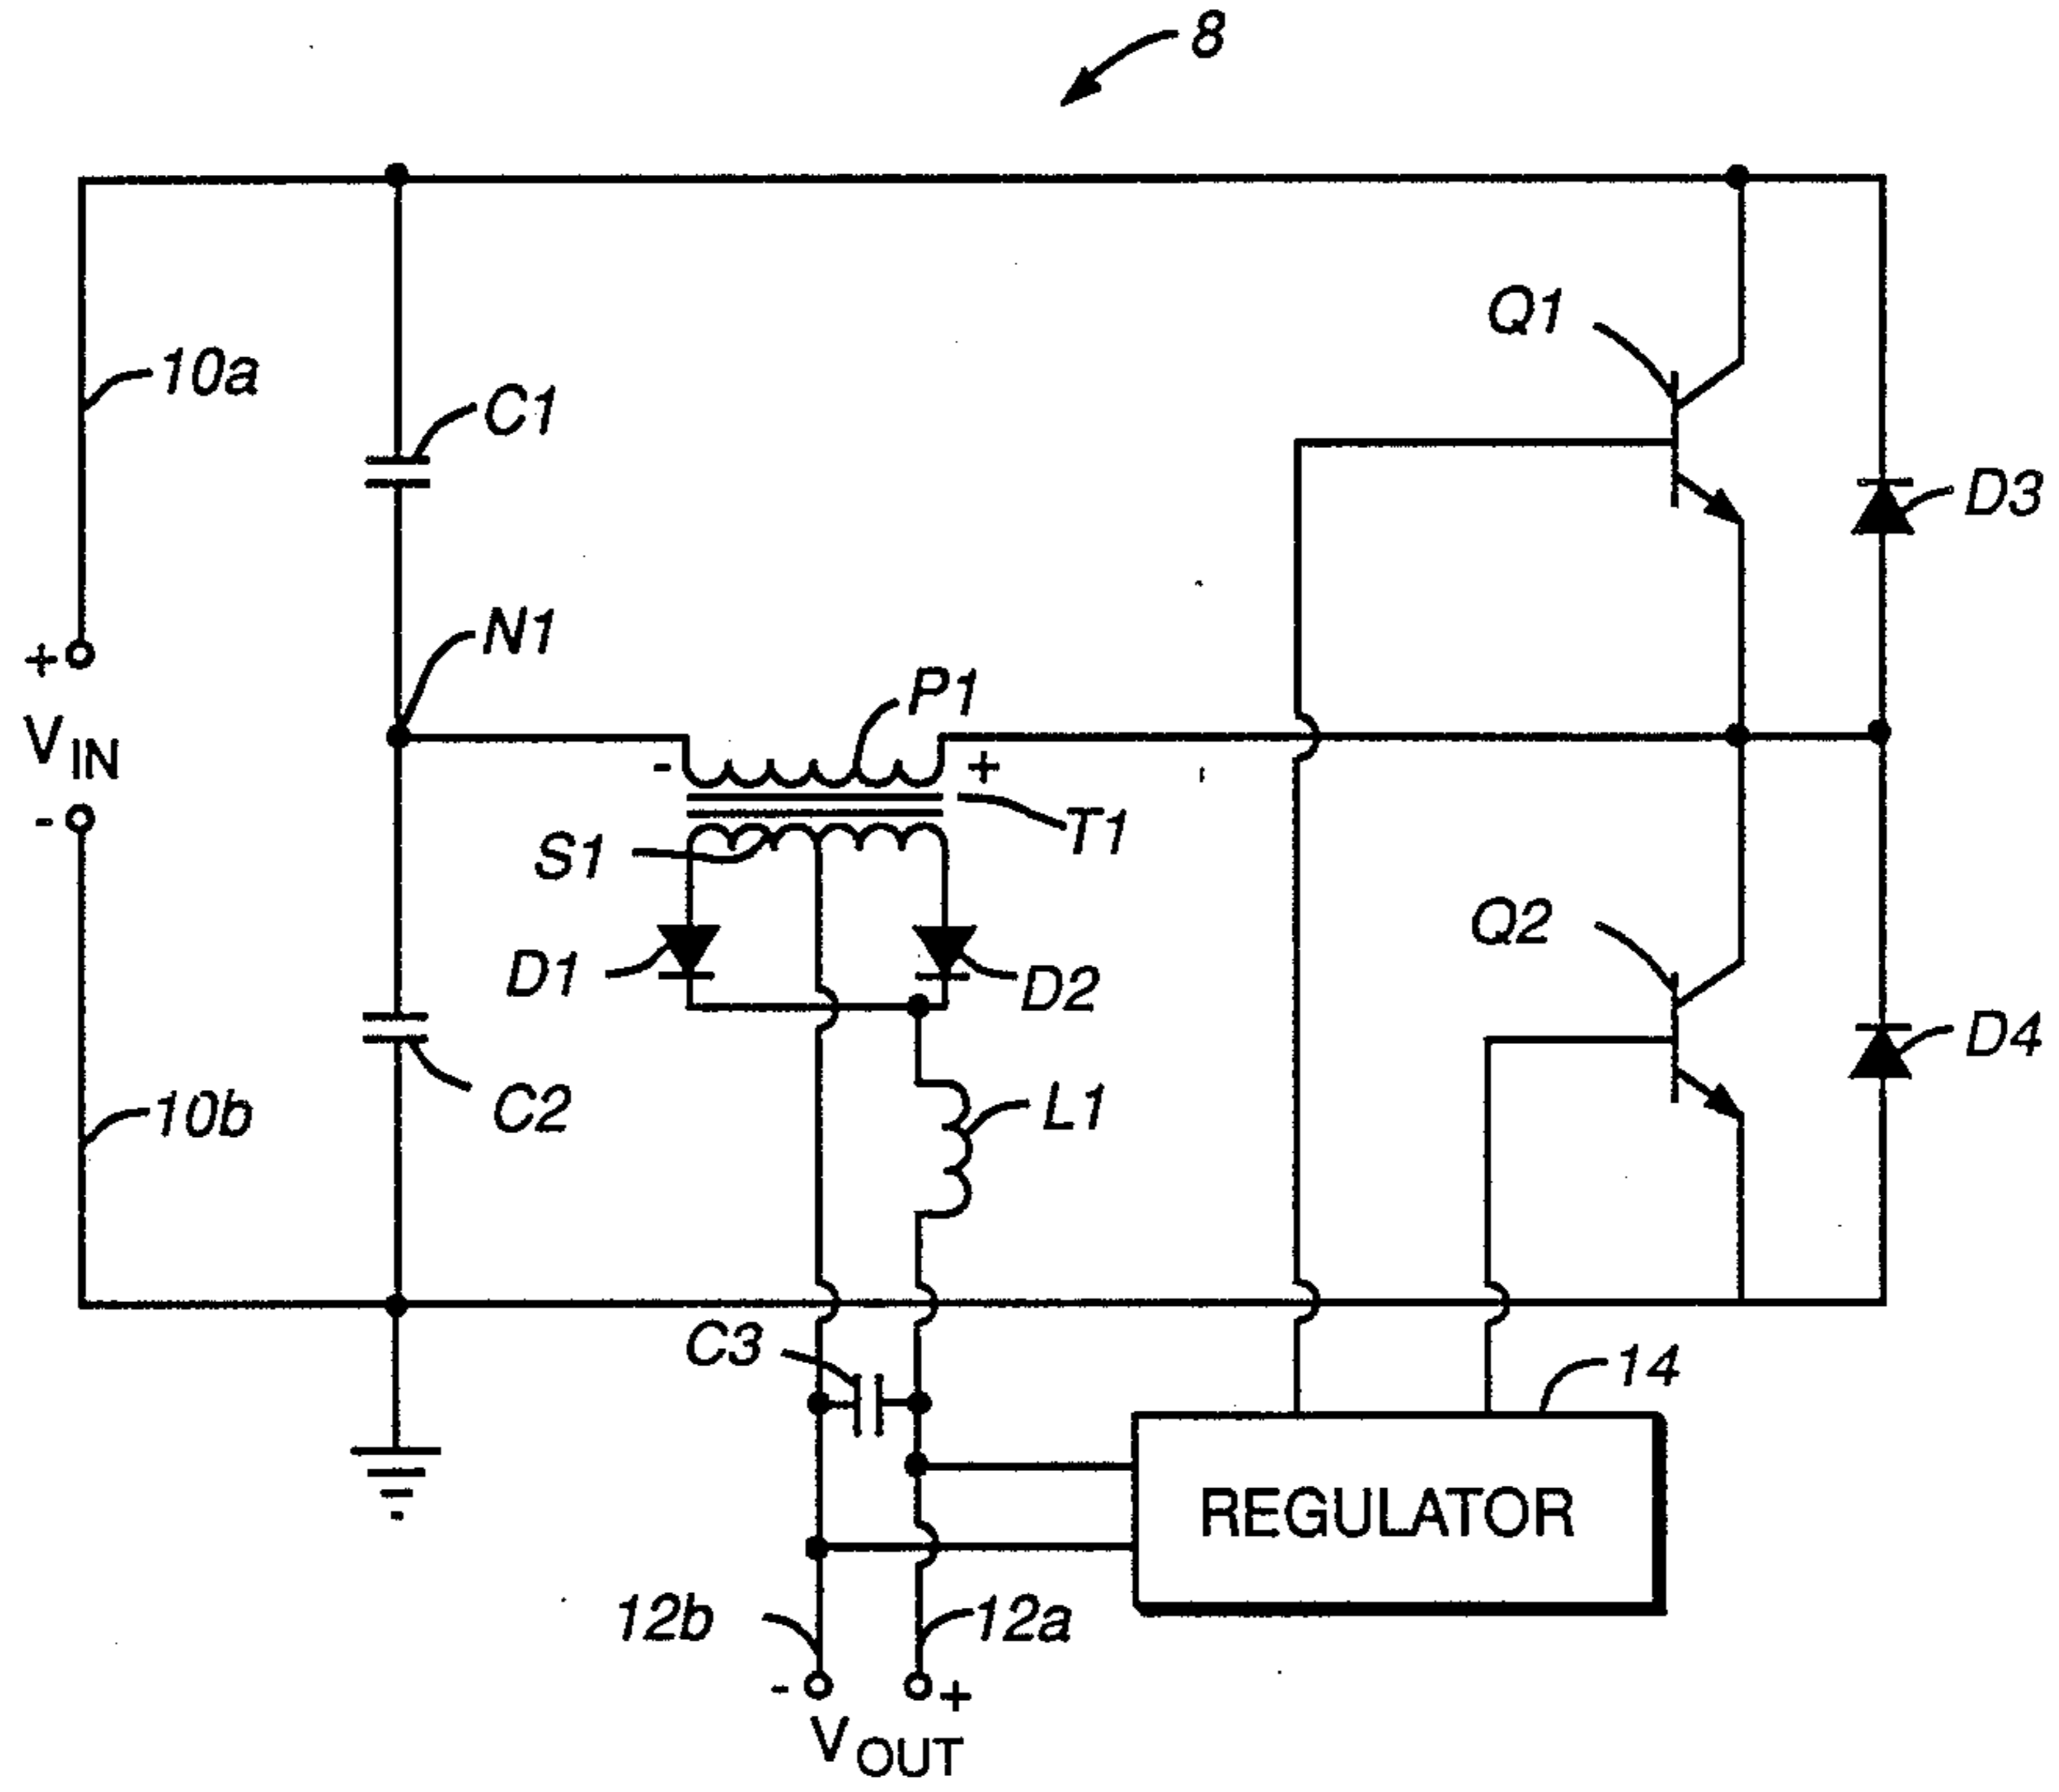 8
Q1
10a
C1
D3
N1
+
P1
VIN
-
+
-
T1
S1
Q2
D1
D2
D4
C2
10b
L1
C3
14
REGULATOR
12b
12a
-
+
VOUT